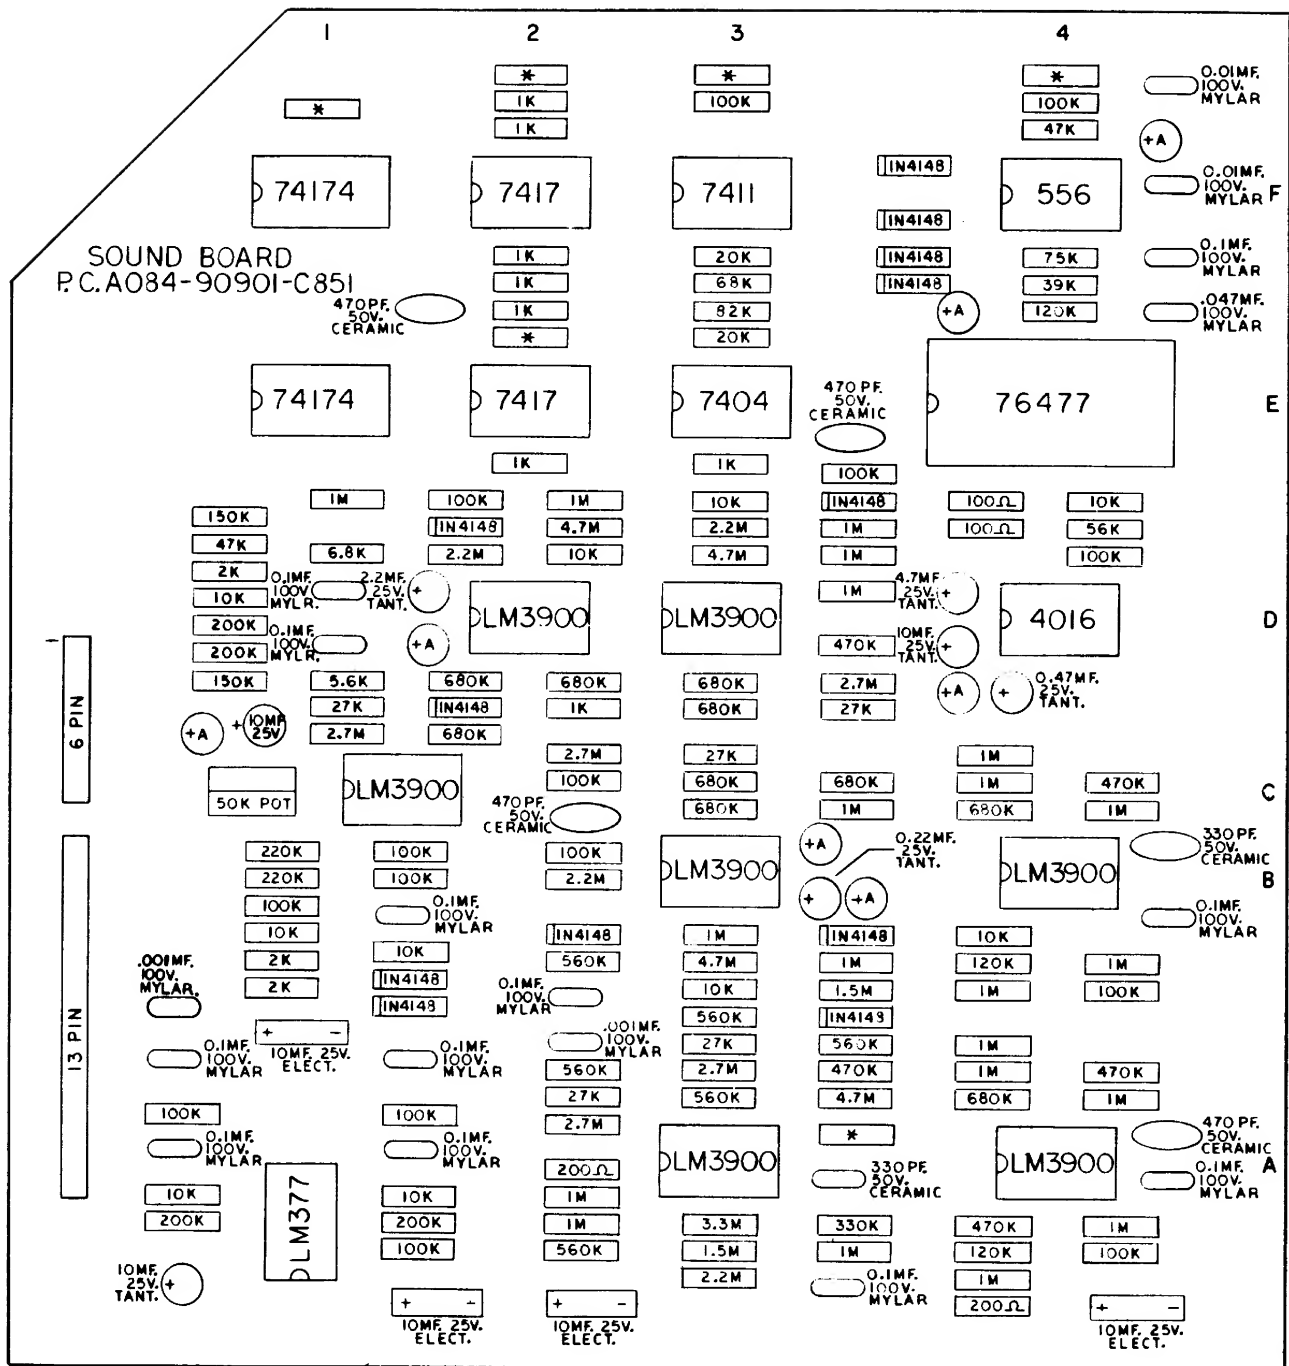 1 2 3 4
* * *
0.01MF.
100V.
MYLAR
*
1K 100K 100K
1K 47K
+A
74174 7417 7411 1N4148 556
0.01MF.
100V.
MYLAR
F
1N4148
SOUND BOARD
P.C.A084-90901-C851
1K 20K 1N4148 75K
0.1MF.
100V.
MYLAR
1K 68K 1N4148 39K
470PF.
50V.
CERAMIC
1K 82K +A 120K
.047MF.
100V.
MYLAR
* 20K
74174 7417 7404
470PF.
50V.
CERAMIC
76477 E
1K 1K
100K
1M 100K 1M 10K 1N4148 100Ω 10K
150K 1N4148 4.7M 2.2M 1M 100Ω 56K
47K 6.8K 2.2M 10K 4.7M 1M 100K
2K
0.1MF.
100V.
MYLR.
2.2MF.
25V.
TANT.
+
1M
4.7MF.
25V.
TANT.
+
10K
LM3900 LM3900 4016 D
200K
0.1MF.
100V.
MYLR.
+A
470K
10MF.
25V.
TANT.
+
200K
150K 5.6K 680K 680K 680K 2.7M
+A +
0.47MF.
25V.
TANT.
27K 1N4148 1K 680K 27K
+A
+ 10MF
25V
2.7M 680K
6 PIN
2.7M 27K 1M
50K POT LM3900
100K 680K 680K 1M 470K C
470PF.
50V.
CERAMIC
680K 1M 680K 1M
220K 100K 100K LM3900
+A
0.22MF.
25V.
TANT.
LM3900
330PF
50V.
CERAMIC
220K 100K 2.2M
+ +A
B
100K
0.1MF.
100V.
MYLAR
0.1MF.
100V.
MYLAR
10K 1N4148 1M 1N4148 10K
2K 10K 560K 4.7M 1M 120K 1M
.001MF.
100V.
MYLAR.
2K 1N4148
0.1MF.
100V.
MYLAR
10K 1.5M 1M 100K
1N4148 560K 1N4148
13 PIN
+ -
10MF. 25V.
ELECT.
.001MF.
100V.
MYLAR
27K 560K 1M
0.1MF.
100V.
MYLAR
0.1MF.
100V.
MYLAR
560K 2.7M 470K 1M 470K
27K 560K 4.7M 680K 1M
100K 100K 2.7M
*
470PF
50V.
CERAMIC
0.1MF.
100V.
MYLAR
0.1MF.
100V.
MYLAR
LM3900 LM3900 A
200Ω
330PF
50V.
CERAMIC
0.1MF.
100V.
MYLAR
10K LM377 10K 1M
200K 200K 1M 3.3M 330K 470K 1M
100K 560K 1.5M 1M 120K 100K
10MF.
25V.
TANT.
+
2.2M
0.1MF.
100V.
MYLAR
1M
200Ω
+ -
10MF. 25V.
ELECT.
+ -
10MF. 25V.
ELECT.
+ -
10MF. 25V.
ELECT.